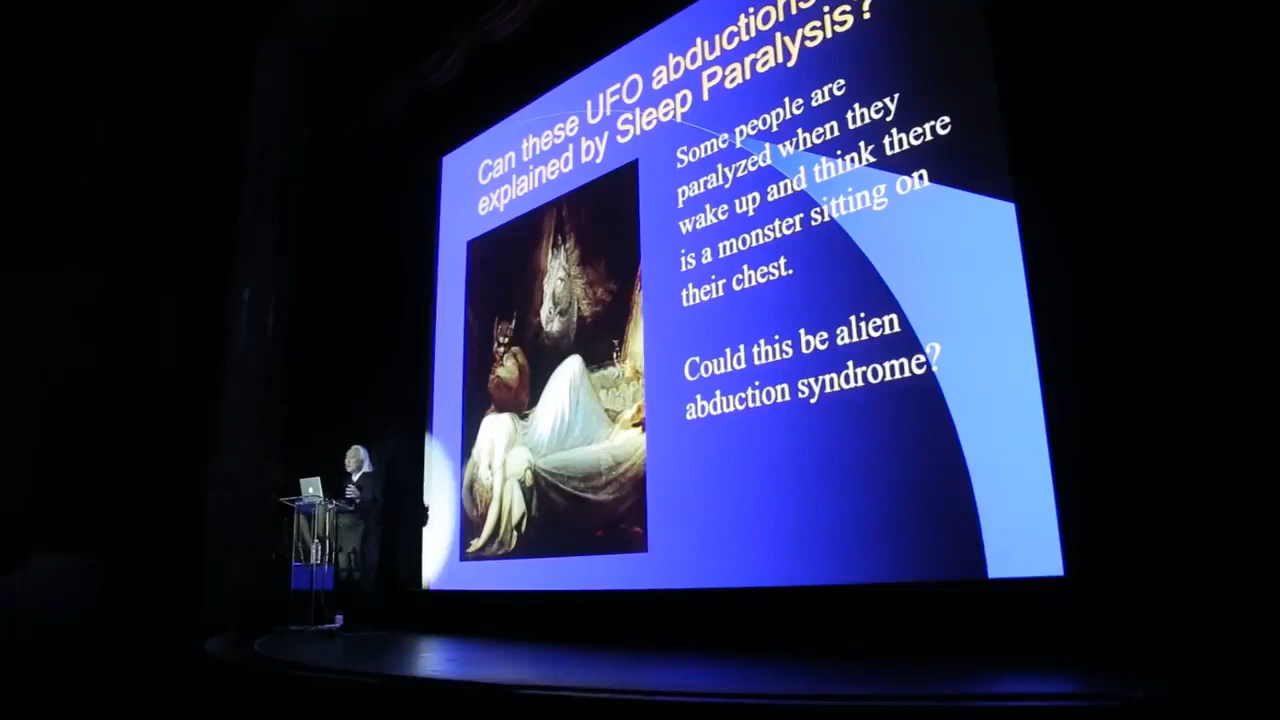 Can these UFO abductions
explained by Sleep Paralysis?
Some people are
paralyzed when they
wake up and think there
is a monster sitting on
their chest.
Could this be alien
abduction syndrome?